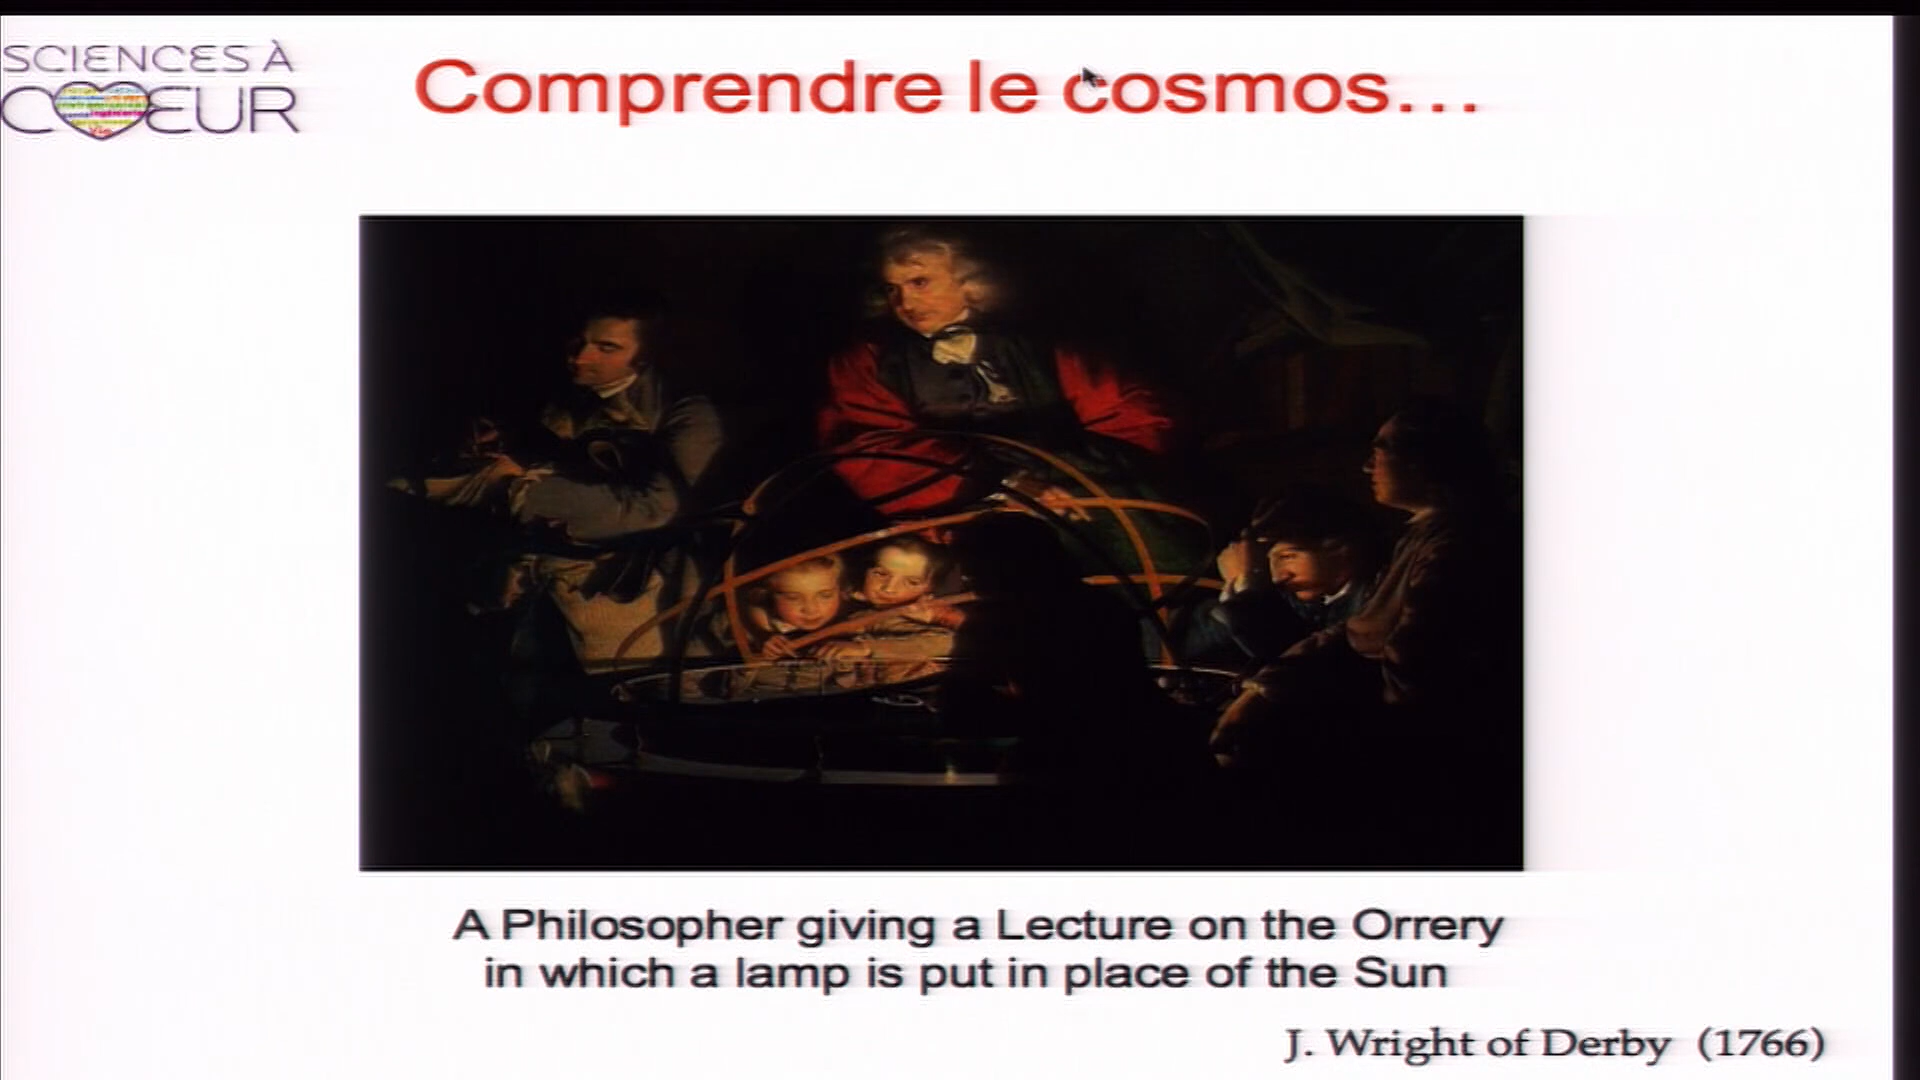 SCIENCES À
CŒUR
Comprendre le cosmos...
A Philosopher giving a Lecture on the Orrery
in which a lamp is put in place of the Sun
J. Wright of Derby (1766)